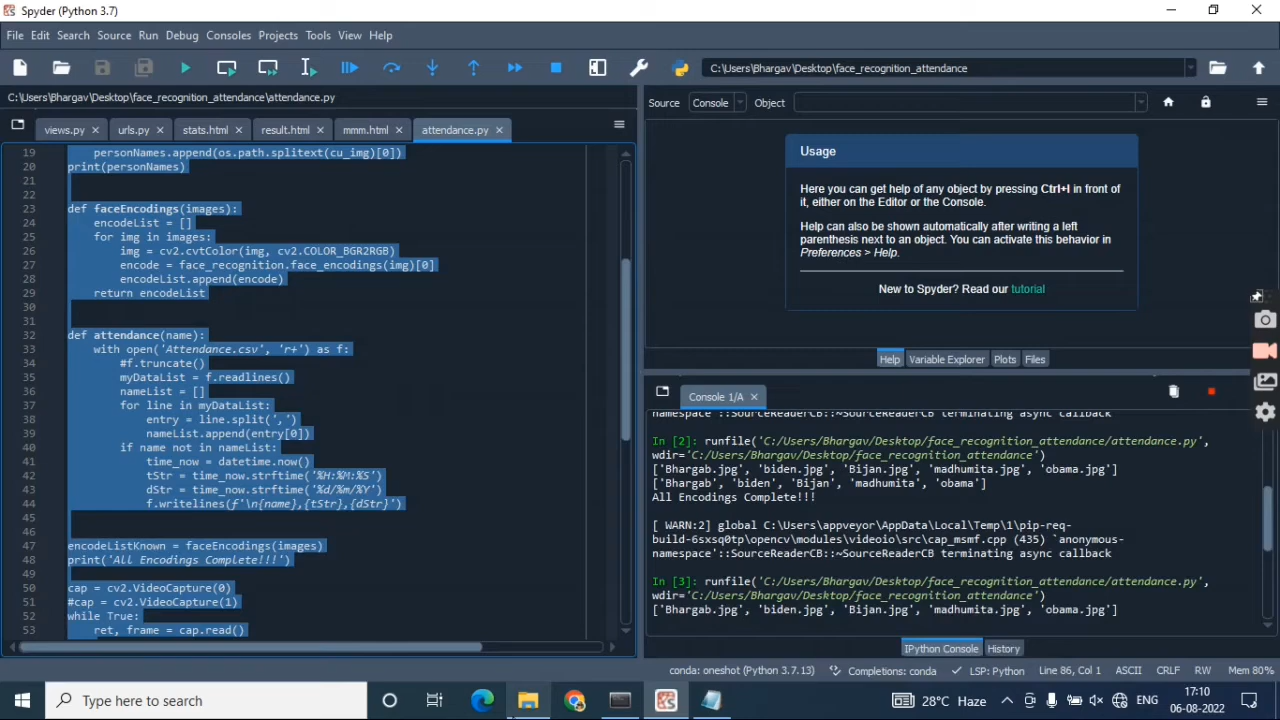 Spyder (Python 3.7)
File Edit Search Source Run Debug Consoles Projects Tools View Help
C:\Users\Bhargav\Desktop\face_recognition_attendance
C:\Users\Bhargav\Desktop\face_recognition_attendance\attendance.py
views.py urls.py stats.html result.html mmm.html attendance.py
19 personNames.append(os.path.splitext(cu_img)[0])
20 print(personNames)
21
22
23 def faceEncodings(images):
24 encodeList = []
25 for img in images:
26 img = cv2.cvtColor(img, cv2.COLOR_BGR2RGB)
27 encode = face_recognition.face_encodings(img)[0]
28 encodeList.append(encode)
29 return encodeList
30
31
32 def attendance(name):
33 with open('Attendance.csv', 'r+') as f:
34 #f.truncate()
35 myDataList = f.readlines()
36 nameList = []
37 for line in myDataList:
38 entry = line.split(',')
39 nameList.append(entry[0])
40 if name not in nameList:
41 time_now = datetime.now()
42 tStr = time_now.strftime('%H:%M:%S')
43 dStr = time_now.strftime('%d/%m/%Y')
44 f.writelines(f'\n{name},{tStr},{dStr}')
45
46
47 encodeListKnown = faceEncodings(images)
48 print('All Encodings Complete!!!')
49
50 cap = cv2.VideoCapture(0)
51 #cap = cv2.VideoCapture(1)
52 while True:
53 ret, frame = cap.read()
Source Console Object
Usage
Here you can get help of any object by pressing Ctrl+I in front of
it, either on the Editor or the Console.
Help can also be shown automatically after writing a left
parenthesis next to an object. You can activate this behavior in
Preferences > Help.
New to Spyder? Read our tutorial
Help Variable Explorer Plots Files
Console 1/A
namespace'::SourceReaderCB::~SourceReaderCB terminating async callback
In [2]: runfile('C:/Users/Bhargav/Desktop/face_recognition_attendance/attendance.py',
wdir='C:/Users/Bhargav/Desktop/face_recognition_attendance')
['Bhargab.jpg', 'biden.jpg', 'Bijan.jpg', 'madhumita.jpg', 'obama.jpg']
['Bhargab', 'biden', 'Bijan', 'madhumita', 'obama']
All Encodings Complete!!!
[ WARN:2] global C:\Users\appveyor\AppData\Local\Temp\1\pip-req-
build-6sxsq0tp\opencv\modules\videoio\src\cap_msmf.cpp (435) `anonymous-
namespace'::SourceReaderCB::~SourceReaderCB terminating async callback
In [3]: runfile('C:/Users/Bhargav/Desktop/face_recognition_attendance/attendance.py',
wdir='C:/Users/Bhargav/Desktop/face_recognition_attendance')
['Bhargab.jpg', 'biden.jpg', 'Bijan.jpg', 'madhumita.jpg', 'obama.jpg']
IPython Console History
conda: oneshot (Python 3.7.13) Completions: conda LSP: Python Line 86, Col 1 ASCII CRLF RW Mem 80%
Type here to search
28°C Haze ENG
17:10
06-08-2022